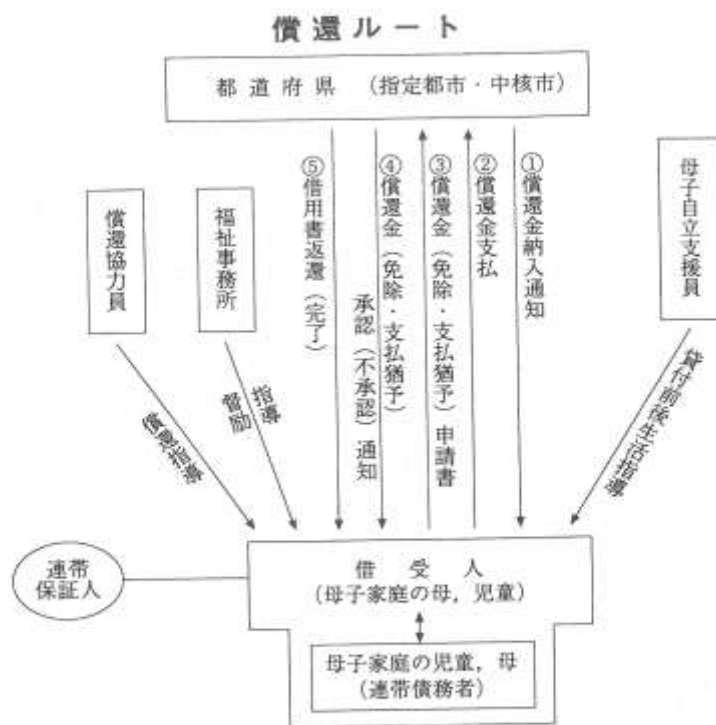 償還ルート
都道府県 (指定都市・中核市)
償還協力員
福祉事務所
⑤借用書返還(完了)
④償還金(免除・支払猶予)
承認(不承認)通知
③償還金(免除・支払猶予)申請書
②償還金支払
①償還金納入通知
母子自立支援員
償還指導
指導
督励
貸付前後生活指導
連帯
保証人
借受人
(母子家庭の母,児童)
母子家庭の児童,母
(連帯債務者)